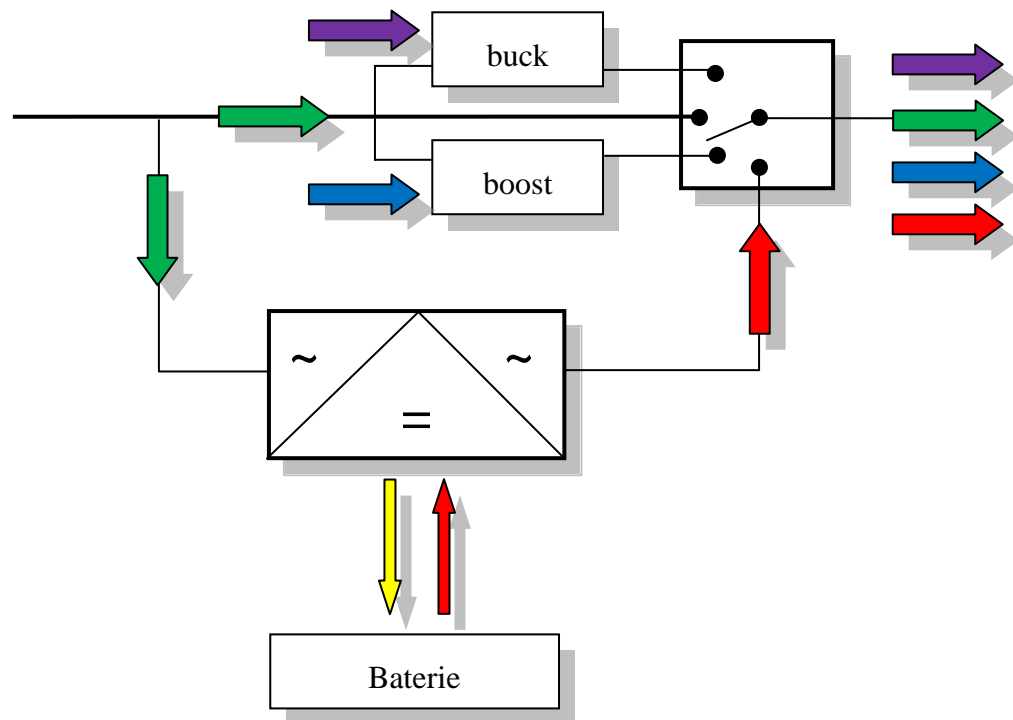 buck
boost
~
~
=
Baterie